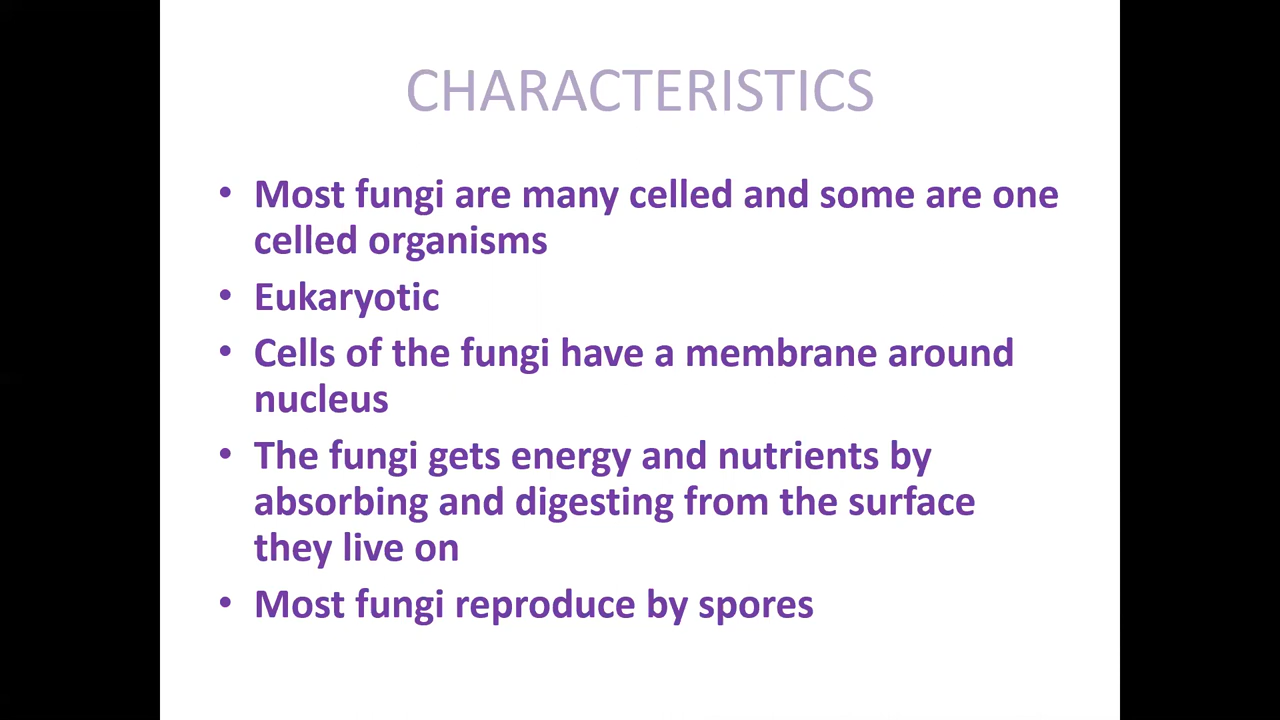 CHARACTERISTICS
• Most fungi are many celled and some are one
celled organisms
• Eukaryotic
• Cells of the fungi have a membrane around
nucleus
• The fungi gets energy and nutrients by
absorbing and digesting from the surface
they live on
• Most fungi reproduce by spores